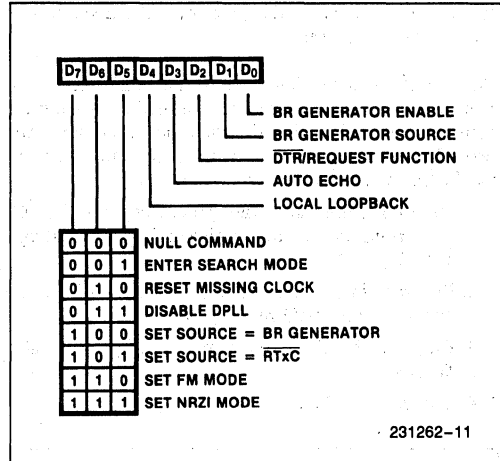 D7 D6 D5 D4 D3 D2 D1 D0
BR GENERATOR ENABLE
BR GENERATOR SOURCE
D̅T̅R̅/REQUEST FUNCTION
AUTO ECHO
LOCAL LOOPBACK
0 0 0 NULL COMMAND
0 0 1 ENTER SEARCH MODE
0 1 0 RESET MISSING CLOCK
0 1 1 DISABLE DPLL
1 0 0 SET SOURCE = BR GENERATOR
1 0 1 SET SOURCE = R̅T̅x̅C̅
1 1 0 SET FM MODE
1 1 1 SET NRZI MODE
231262-11